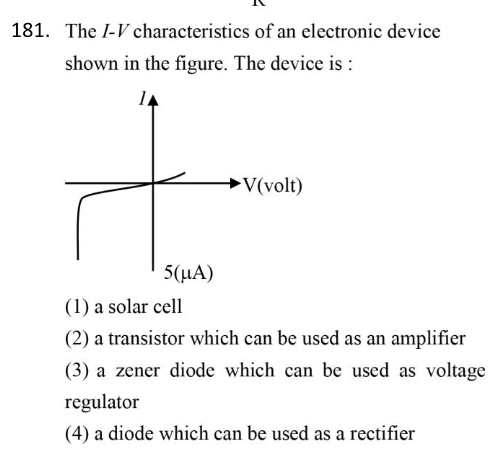 181. The I-V characteristics of an electronic device
shown in the figure. The device is :
I
V(volt)
5(μA)
(1) a solar cell
(2) a transistor which can be used as an amplifier
(3) a zener diode which can be used as voltage
regulator
(4) a diode which can be used as a rectifier